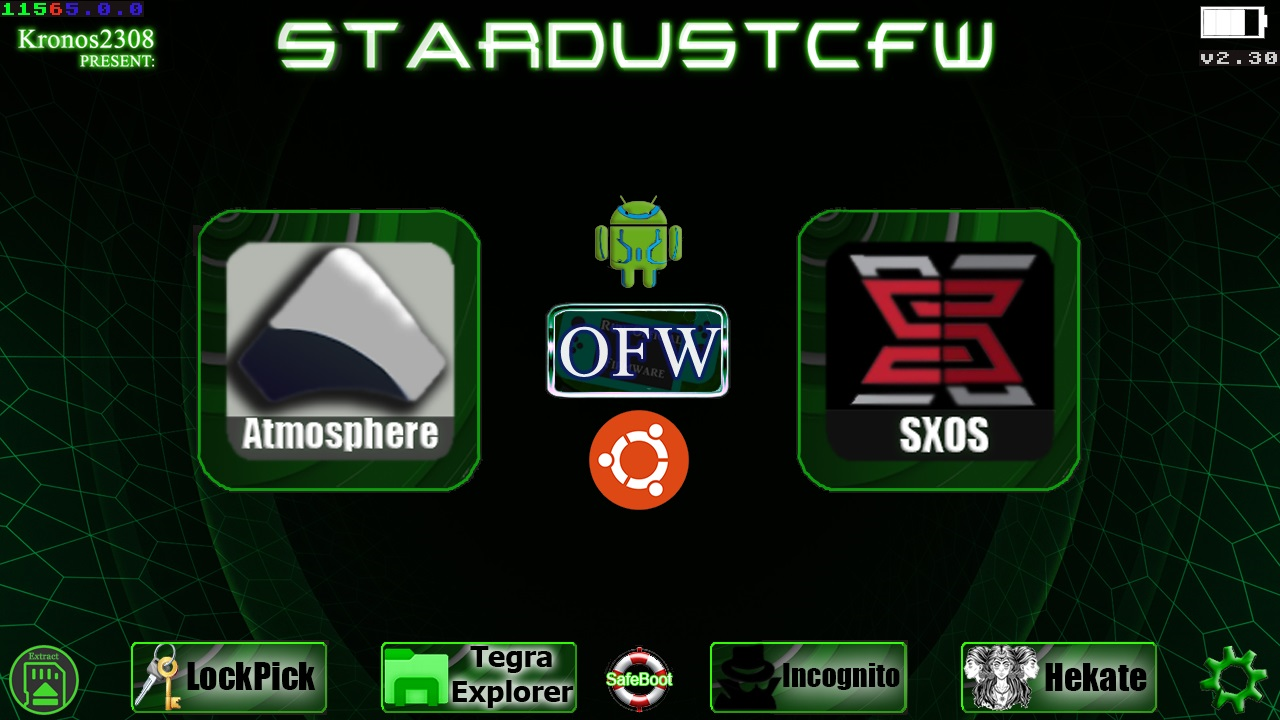 11565.0.0
Kronos2308
PRESENT:
STARDUSTCFW
v2.30
OFW
Atmosphere
SXOS
Extract
LockPick
Tegra
Explorer
SafeBoot
Incognito
Hekate